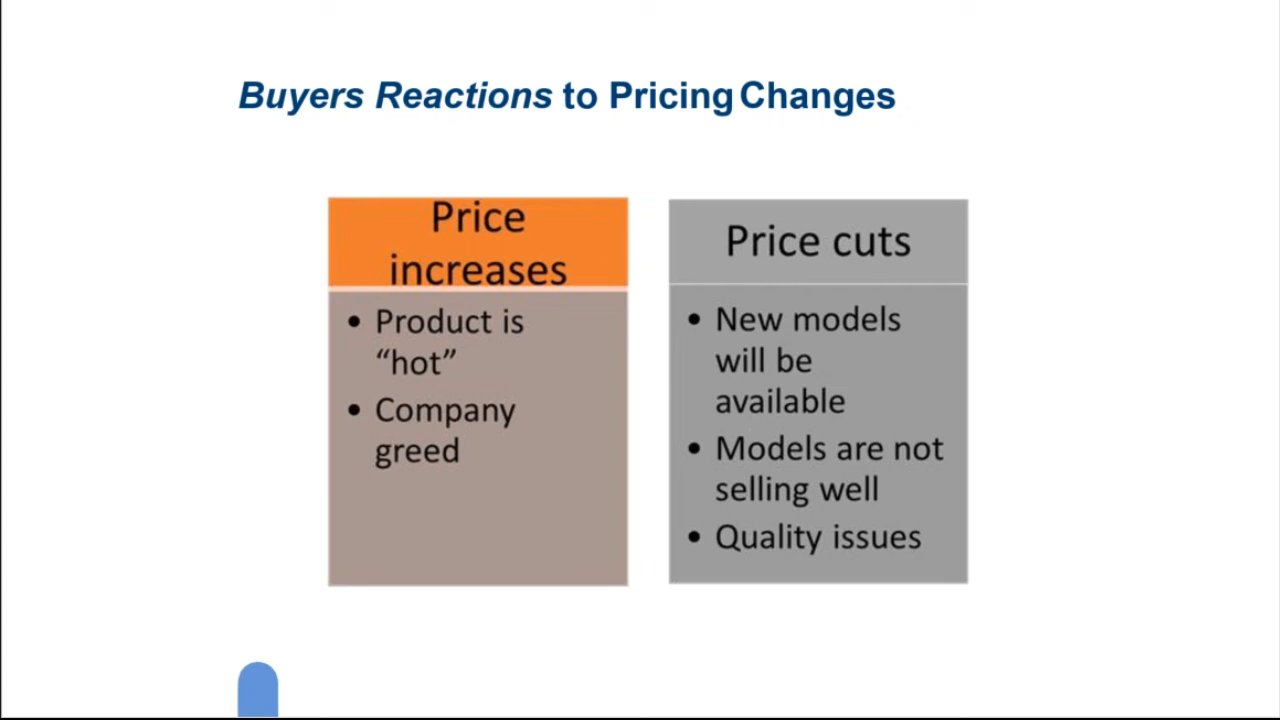 Buyers Reactions to Pricing Changes
Price
increases
• Product is
“hot”
• Company
greed
Price cuts
• New models
will be
available
• Models are not
selling well
• Quality issues